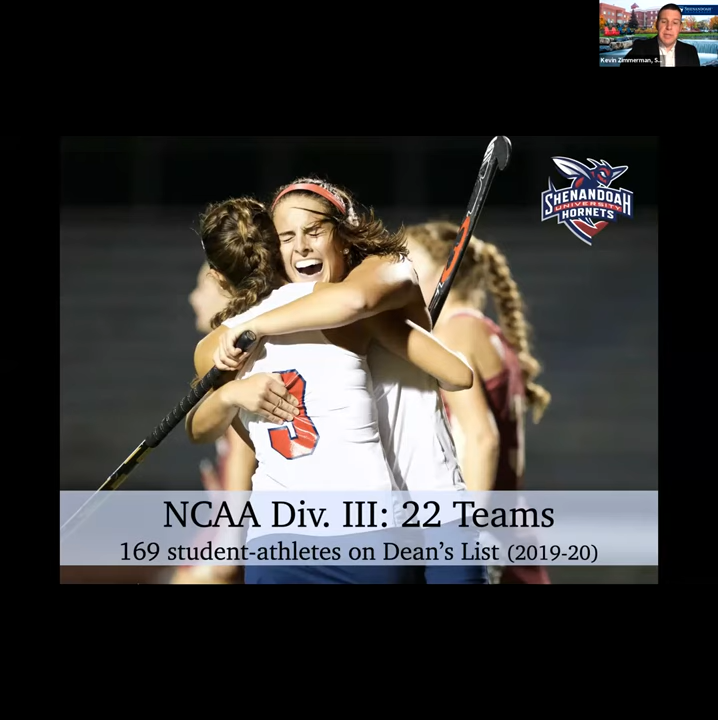 Kevin Zimmerman, S...
SHENANDOAH
UNIVERSITY
HORNETS
3
NCAA Div. III: 22 Teams
169 student-athletes on Dean's List (2019-20)